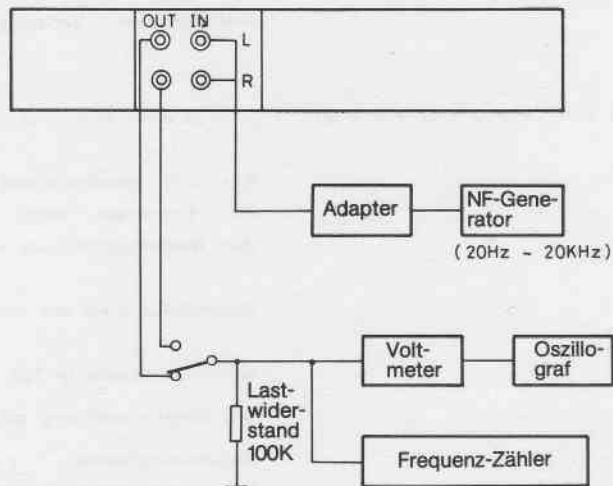 OUT IN
L
R
Adapter
NF-Gene-
rator
(20Hz ~ 20KHz)
Volt-
meter
Oszillo-
graf
Last-
wider-
stand
100K
Frequenz-Zähler